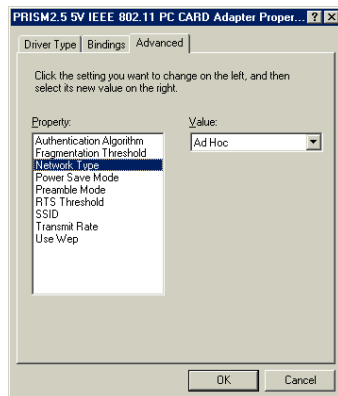 PRISM2.5 5V IEEE 802.11 PC CARD Adapter Proper...
Driver Type Bindings Advanced
Click the setting you want to change on the left, and then
select its new value on the right.
Property:
Value:
Authentication Algorithm
Fragmentation Threshold
Network Type
Power Save Mode
Preamble Mode
RTS Threshold
SSID
Transmit Rate
Use Wep
Ad Hoc
OK Cancel